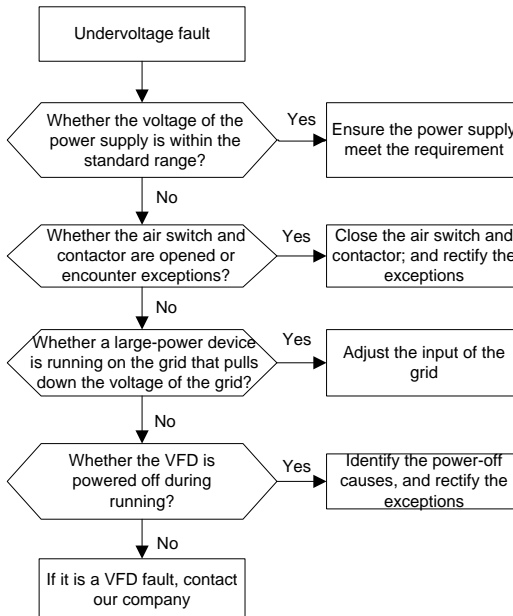 Undervoltage fault
Whether the voltage of the
power supply is within the
standard range?
Yes
Ensure the power supply
meet the requirement
No
Whether the air switch and
contactor are opened or
encounter exceptions?
Yes
Close the air switch and
contactor; and rectify the
exceptions
No
Whether a large-power device
is running on the grid that pulls
down the voltage of the grid?
Yes
Adjust the input of the
grid
No
Whether the VFD is
powered off during
running?
Yes
Identify the power-off
causes, and rectify the
exceptions
No
If it is a VFD fault, contact
our company